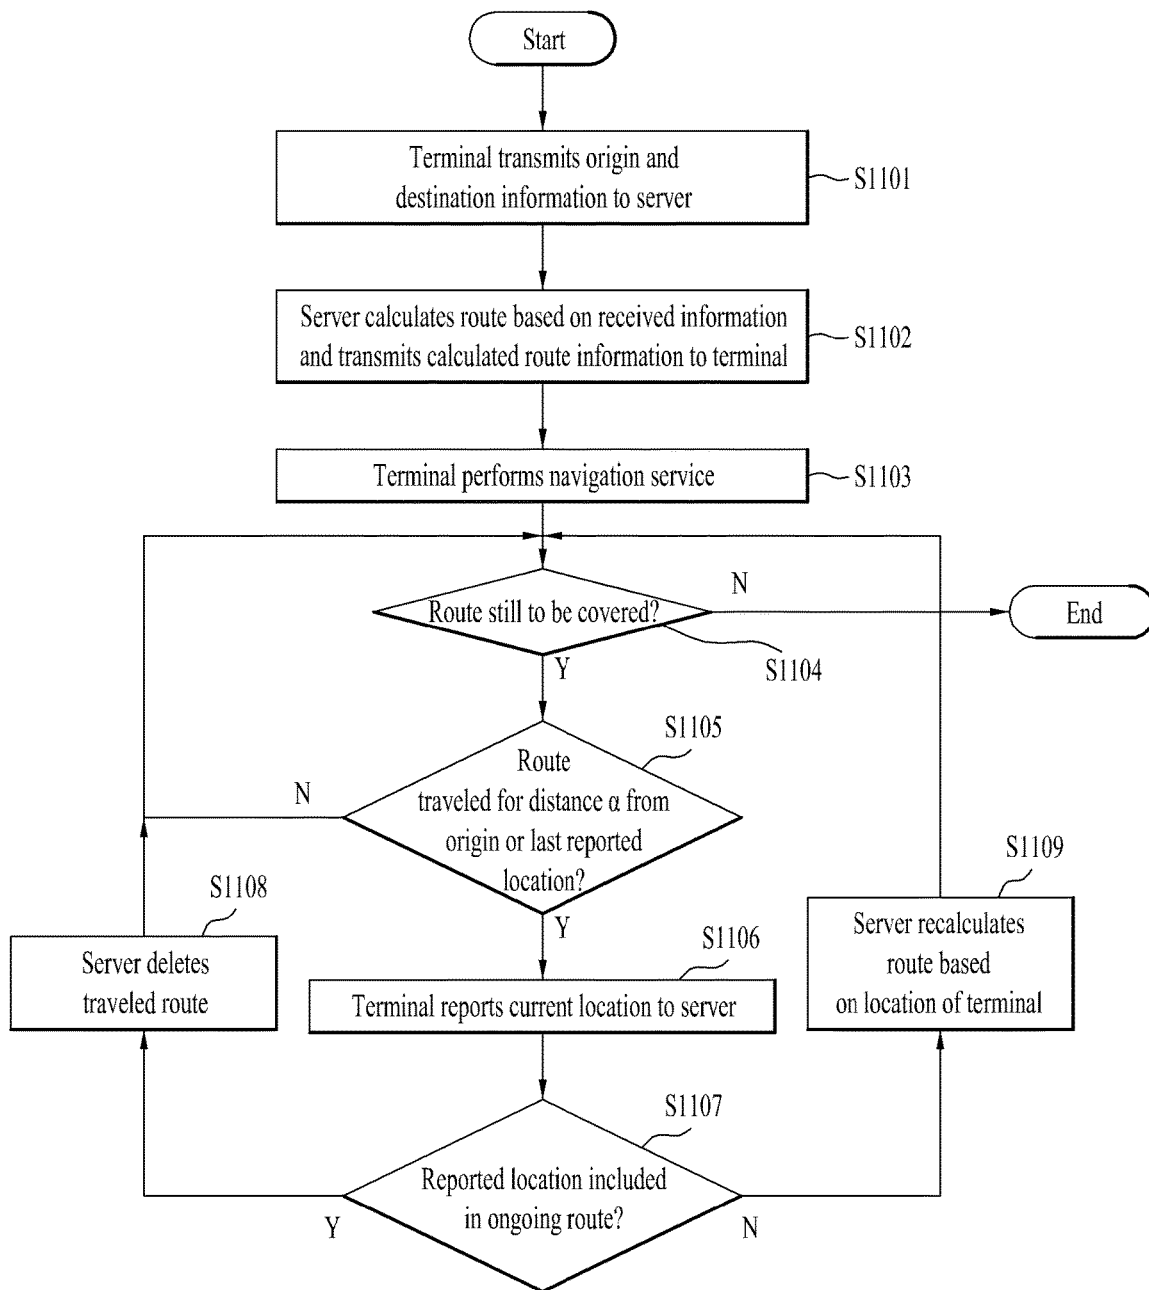 Start
Terminal transmits origin and
destination information to server
S1101
Server calculates route based on received information
and transmits calculated route information to terminal
S1102
Terminal performs navigation service
S1103
Route still to be covered?
N
End
S1104
Y
S1105
Route
traveled for distance α from
origin or last reported
location?
N
Y
S1108
Server deletes
traveled route
S1106
Terminal reports current location to server
S1109
Server recalculates
route based
on location of terminal
S1107
Reported location included
in ongoing route?
Y
N